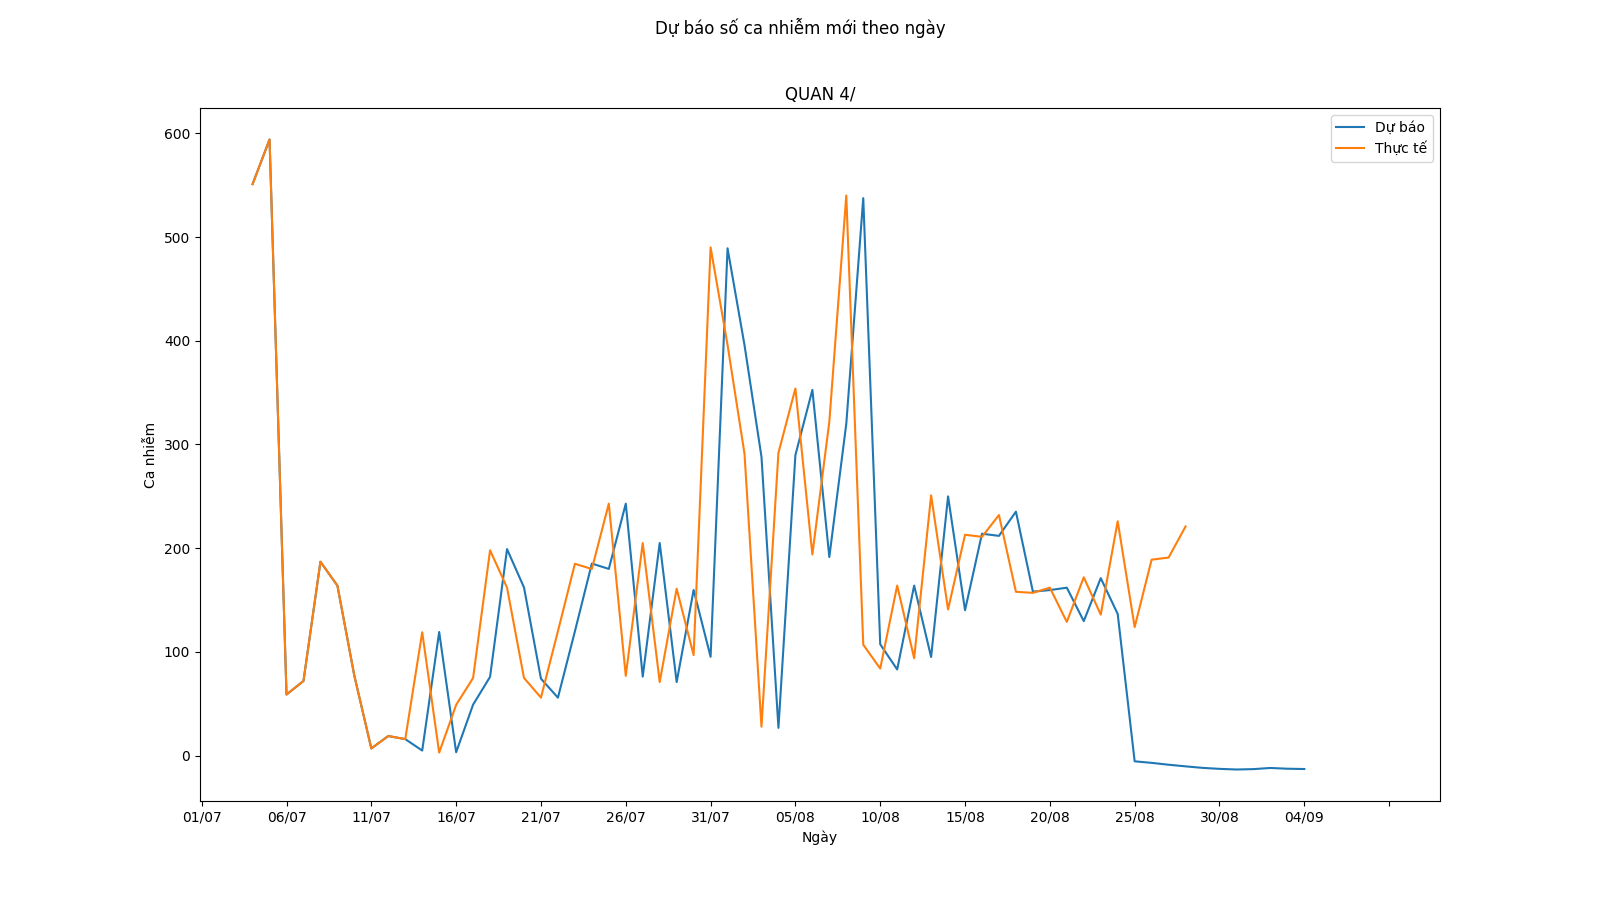 Dự báo số ca nhiễm mới theo ngày
QUAN 4/
Dự báo
Thực tế
600
500
400
300
200
100
0
Ca nhiễm
01/07 06/07 11/07 16/07 21/07 26/07 31/07 05/08 10/08 15/08 20/08 25/08 30/08 04/09
Ngày